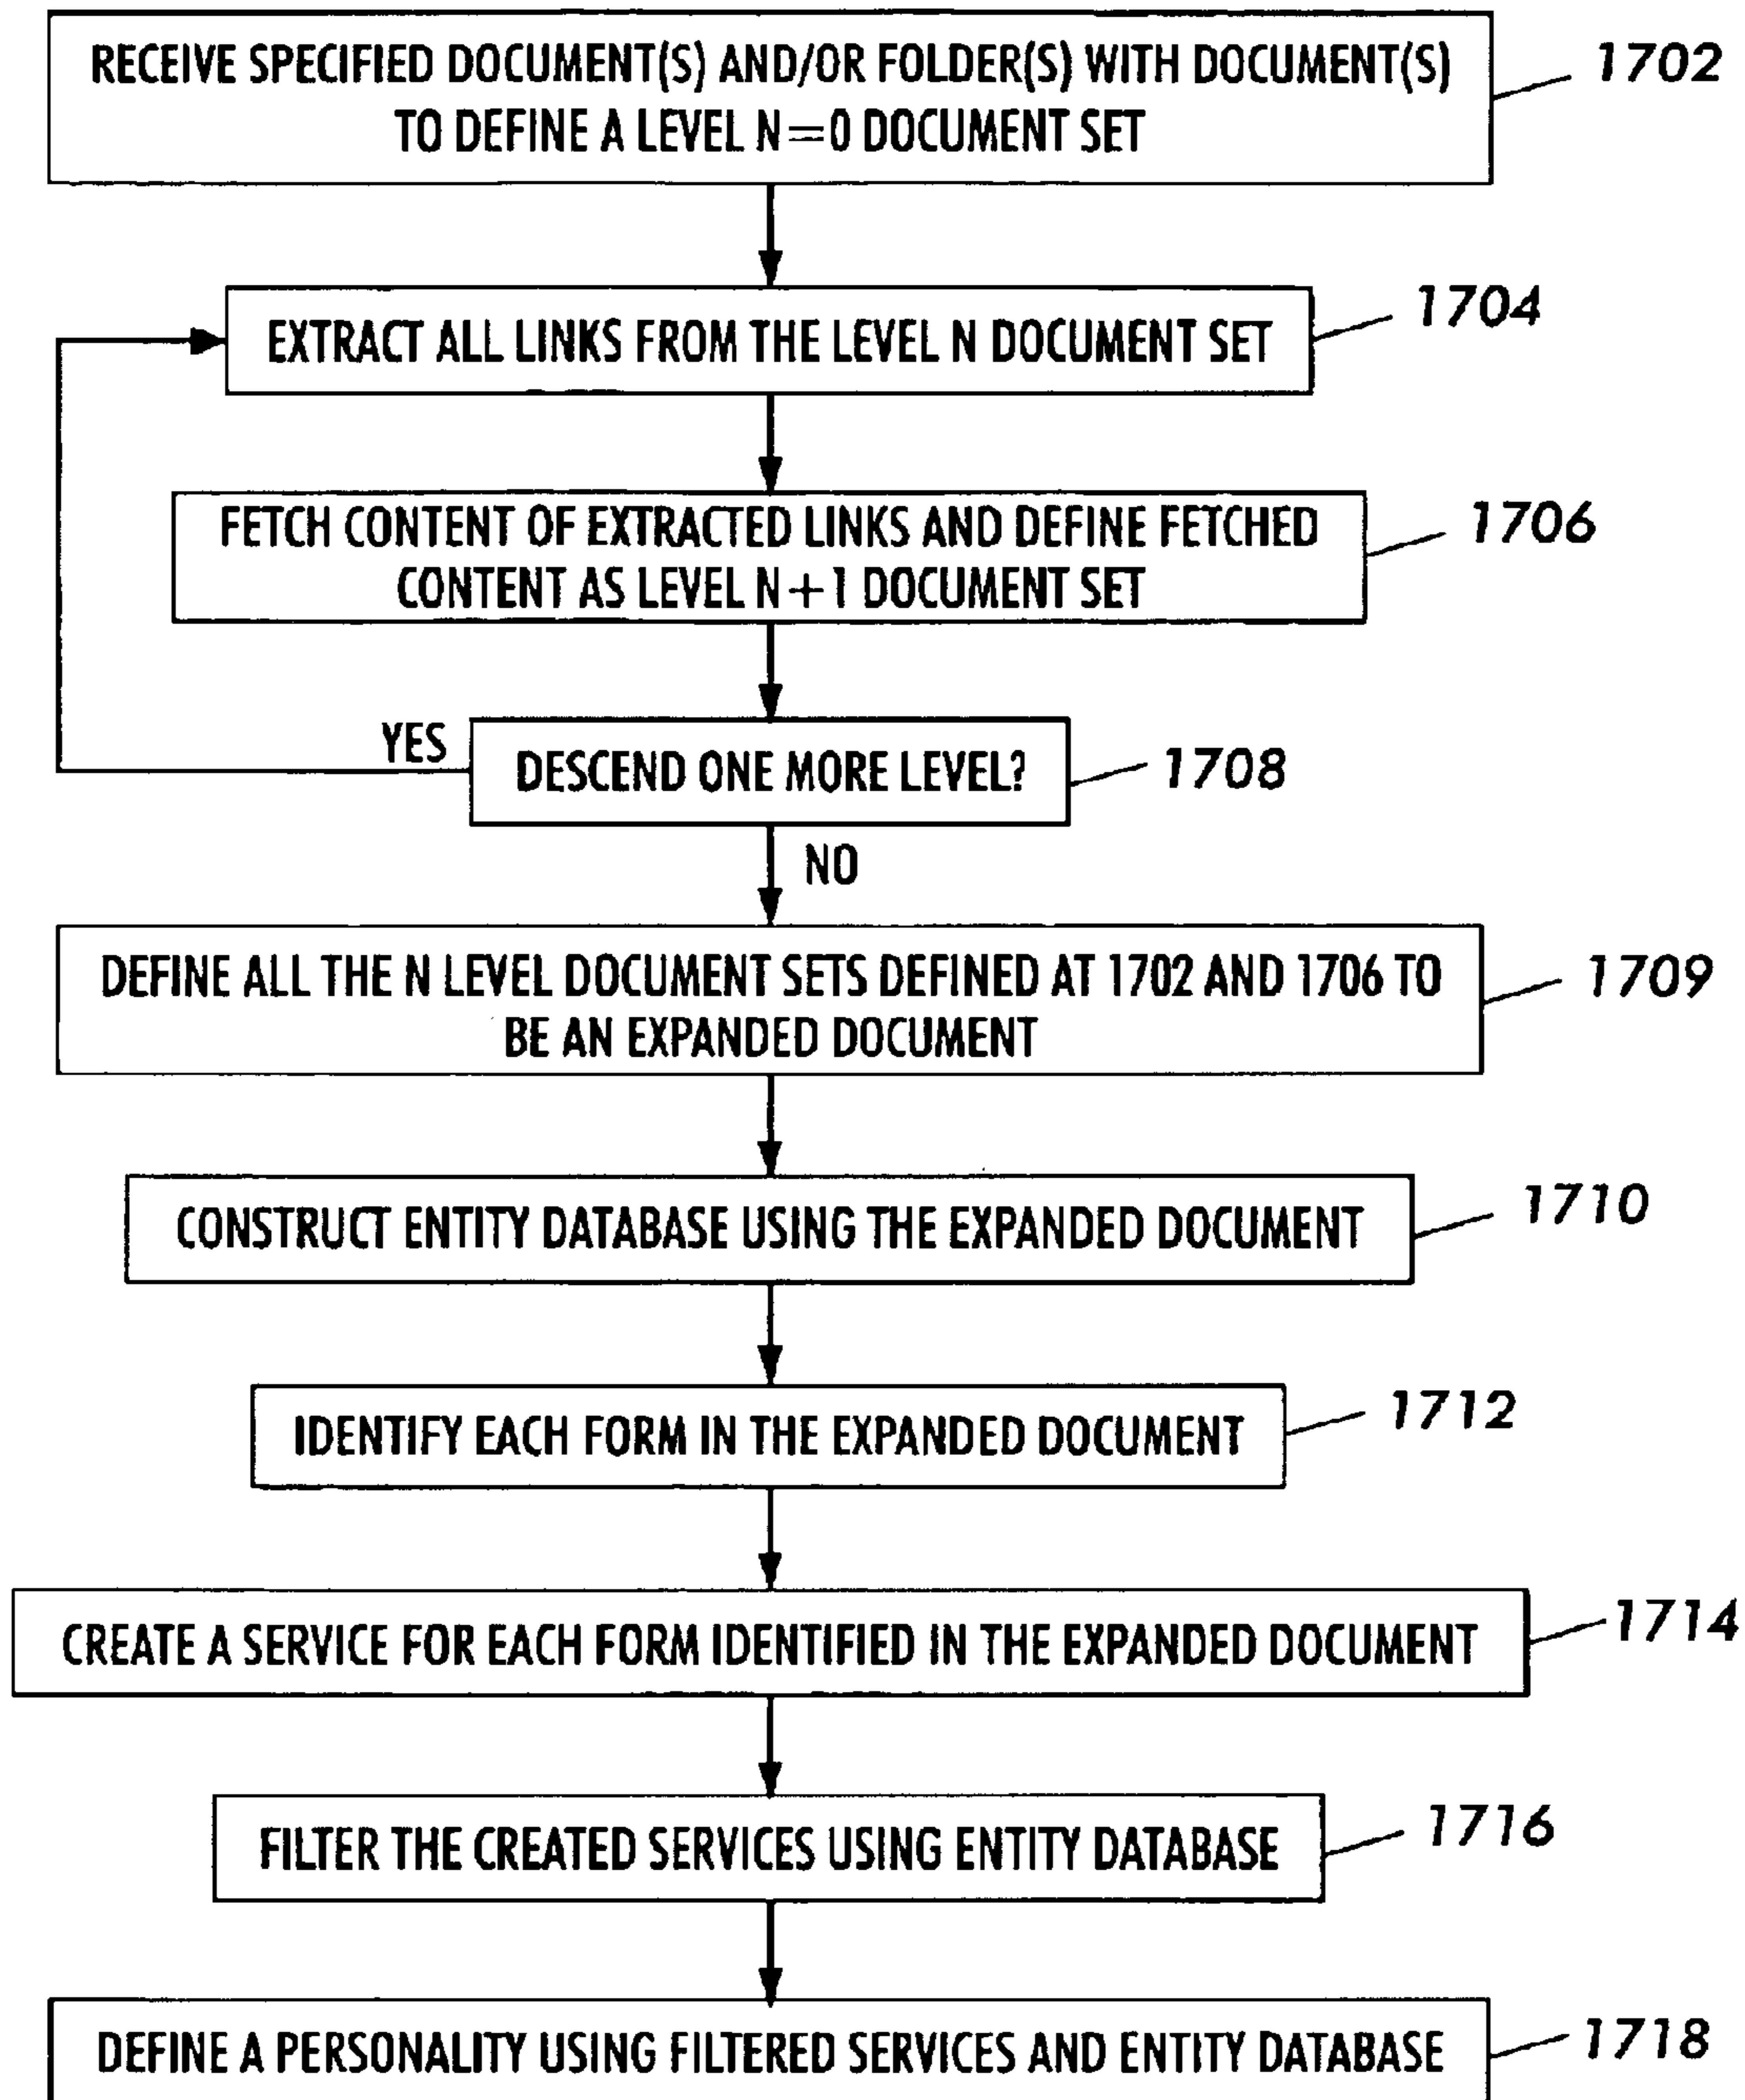 RECEIVE SPECIFIED DOCUMENT(S) AND/OR FOLDER(S) WITH DOCUMENT(S)
TO DEFINE A LEVEL N=0 DOCUMENT SET
1702
EXTRACT ALL LINKS FROM THE LEVEL N DOCUMENT SET
1704
FETCH CONTENT OF EXTRACTED LINKS AND DEFINE FETCHED
CONTENT AS LEVEL N+1 DOCUMENT SET
1706
YES
DESCEND ONE MORE LEVEL?
1708
NO
DEFINE ALL THE N LEVEL DOCUMENT SETS DEFINED AT 1702 AND 1706 TO
BE AN EXPANDED DOCUMENT
1709
CONSTRUCT ENTITY DATABASE USING THE EXPANDED DOCUMENT
1710
IDENTIFY EACH FORM IN THE EXPANDED DOCUMENT
1712
CREATE A SERVICE FOR EACH FORM IDENTIFIED IN THE EXPANDED DOCUMENT
1714
FILTER THE CREATED SERVICES USING ENTITY DATABASE
1716
DEFINE A PERSONALITY USING FILTERED SERVICES AND ENTITY DATABASE
1718